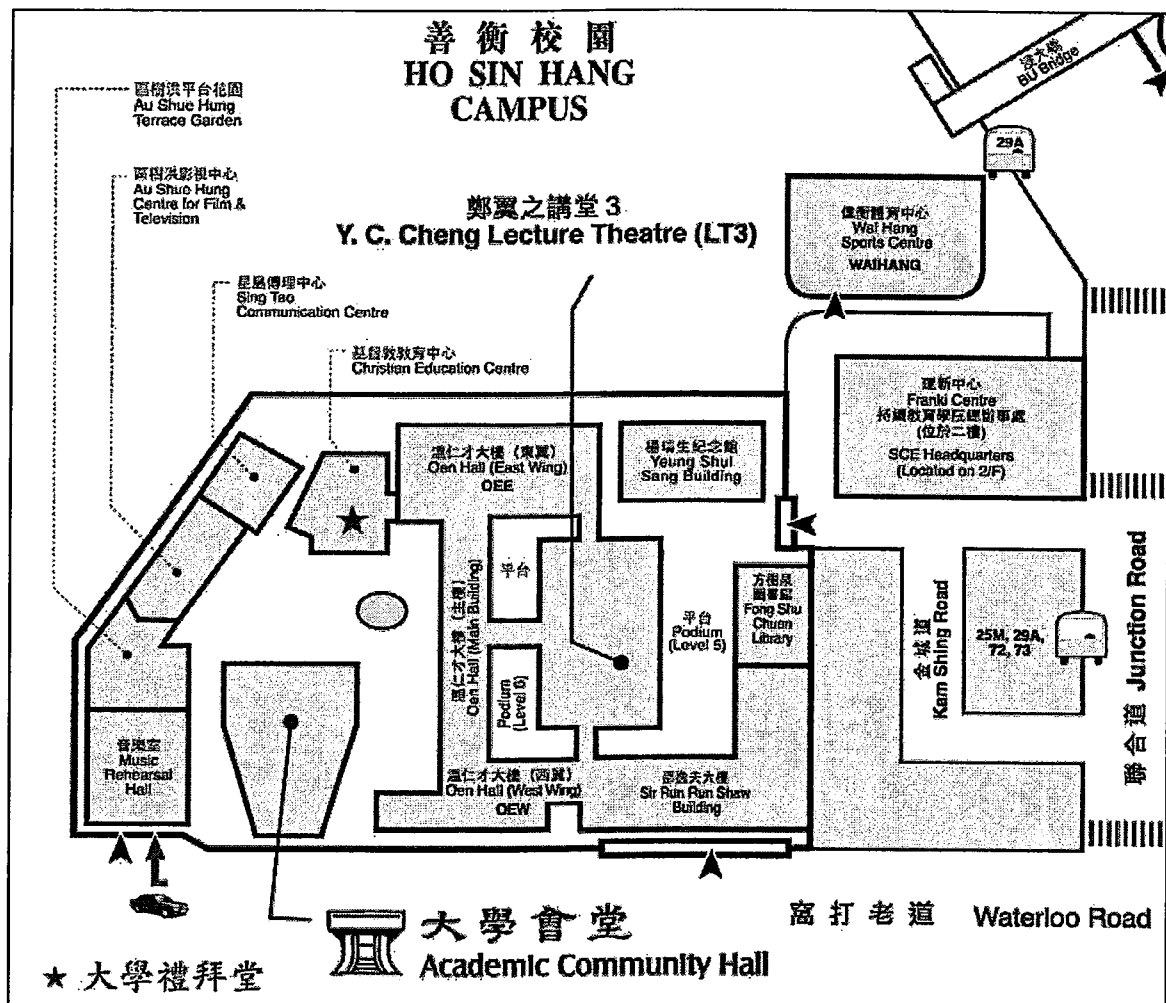 善衡校園
HO SIN HANG
CAMPUS
浸大橋
BU Bridge
29A
區樹洪平台花園
Au Shue Hung
Terrace Garden
區樹洪影視中心
Au Shue Hung
Centre for Film &
Television
鄭翼之講堂 3
Y. C. Cheng Lecture Theatre (LT3)
偉衡體育中心
Wai Hang
Sports Centre
WAIHANG
星島傳理中心
Sing Tao
Communication Centre
基督教教育中心
Christian Education Centre
建新中心
Franki Centre
持續教育學院總辦事處
(位於二樓)
SCE Headquarters
(Located on 2/F)
溫仁才大樓 (東翼)
Oen Hall (East Wing)
OEE
楊瑞生紀念館
Yeung Shui
Sang Building
★
平台
溫仁才大樓 (主樓)
Oen Hall (Main Building)
平台
Podium
(Level 5)
方樹泉
圖書館
Fong Shu
Chuen
Library
金城道
Kam Shing Road
25M, 29A,
72, 73
聯合道 Junction Road
Podium
(Level 6)
音樂室
Music
Rehearsal
Hall
溫仁才大樓 (西翼)
Oen Hall (West Wing)
OEW
邵逸夫大樓
Sir Run Run Shaw
Building
窩打老道 Waterloo Road
大學會堂
Academic Community Hall
★ 大學禮拜堂